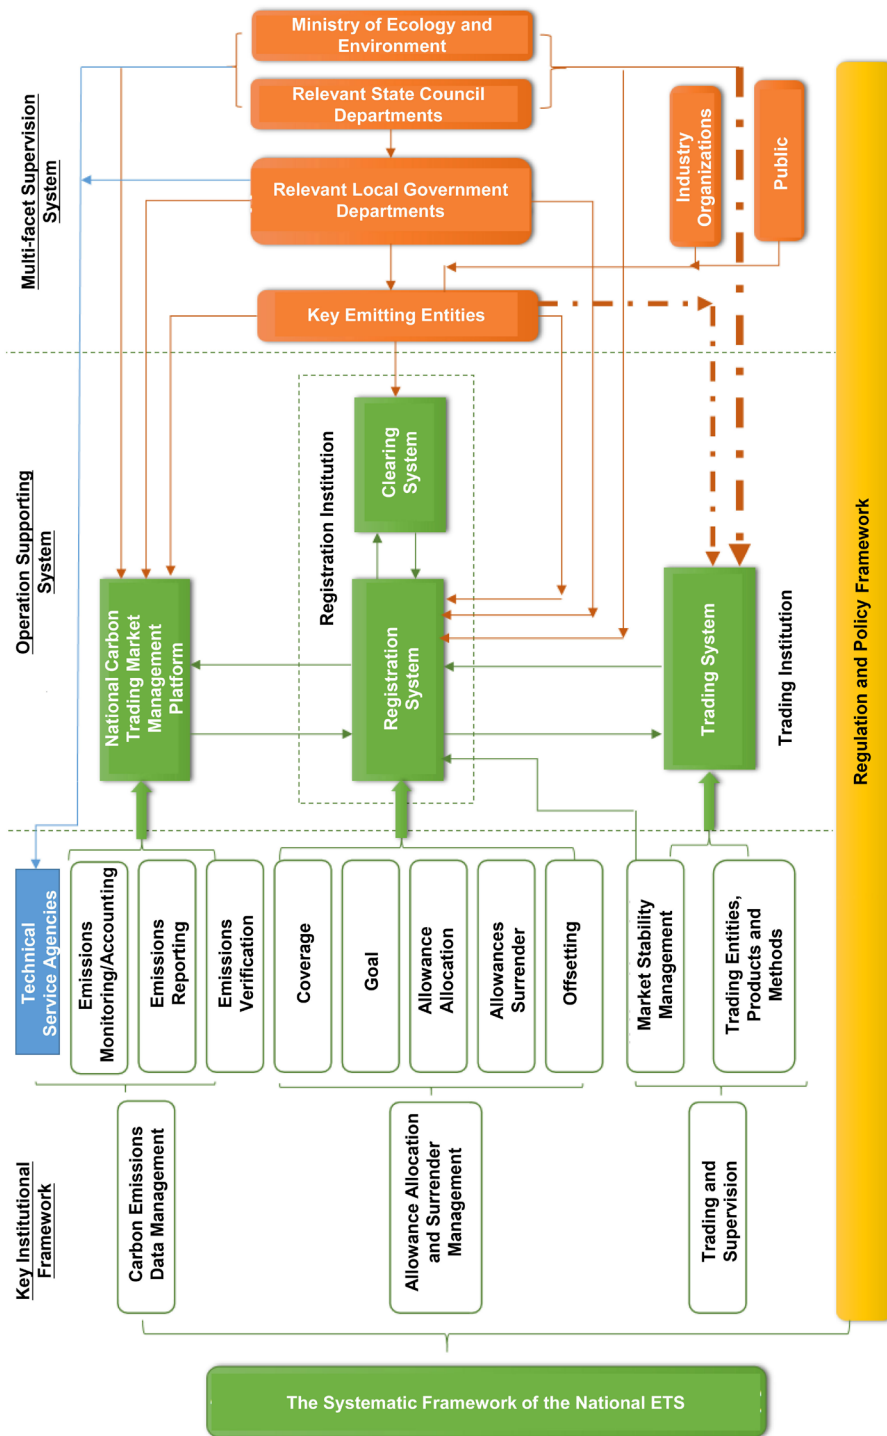 Ministry of Ecology and
Environment
Relevant State Council
Departments
Relevant Local Government
Departments
Key Emitting Entities
Industry
Organizations
Public
Multi-facet Supervision
System
Operation Supporting
System
National Carbon
Trading Market
Management
Platform
Registration Institution
Clearing
System
Registration
System
Trading System
Trading Institution
Regulation and Policy Framework
Key Institutional
Framework
Technical
Service Agencies
Emissions
Monitoring/Accounting
Emissions
Reporting
Emissions
Verification
Coverage
Goal
Allowance
Allocation
Allowances
Surrender
Offsetting
Market Stability
Management
Trading Entities,
Products and
Methods
Carbon Emissions
Data Management
Allowance Allocation
and Surrender
Management
Trading and
Supervision
The Systematic Framework of the National ETS